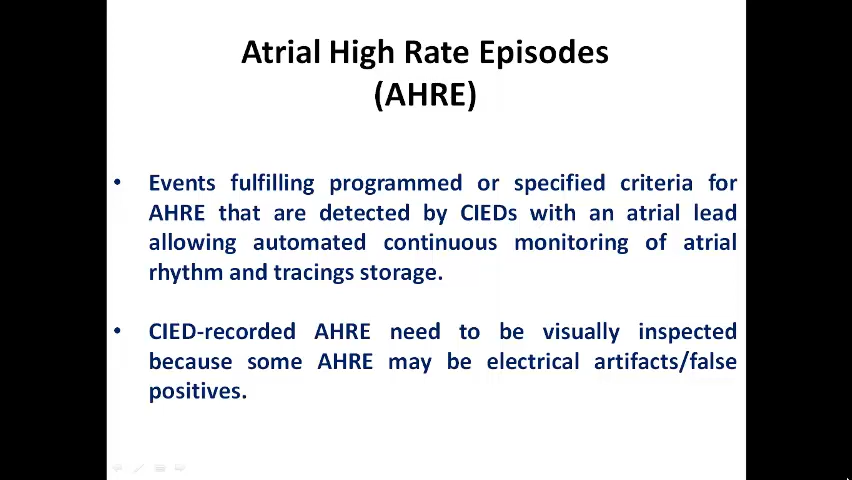 Atrial High Rate Episodes
(AHRE)
• Events fulfilling programmed or specified criteria for
AHRE that are detected by CIEDs with an atrial lead
allowing automated continuous monitoring of atrial
rhythm and tracings storage.
• CIED-recorded AHRE need to be visually inspected
because some AHRE may be electrical artifacts/false
positives.